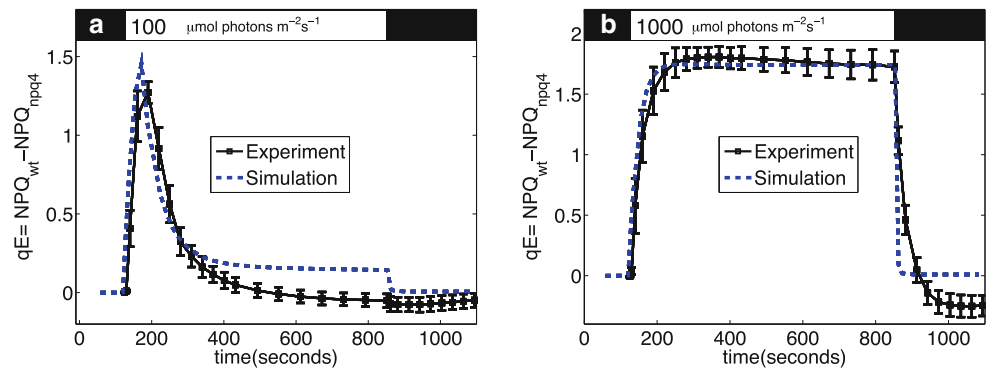 a 100 μmol photons m⁻²s⁻¹
1.5
1
0.5
0
qE= NPQwt−NPQnpq4
Experiment
Simulation
0 200 400 600 800 1000
time(seconds)
b 1000 μmol photons m⁻²s⁻¹
2
1.5
1
0.5
0
qE= NPQwt−NPQnpq4
Experiment
Simulation
0 200 400 600 800 1000
time(seconds)